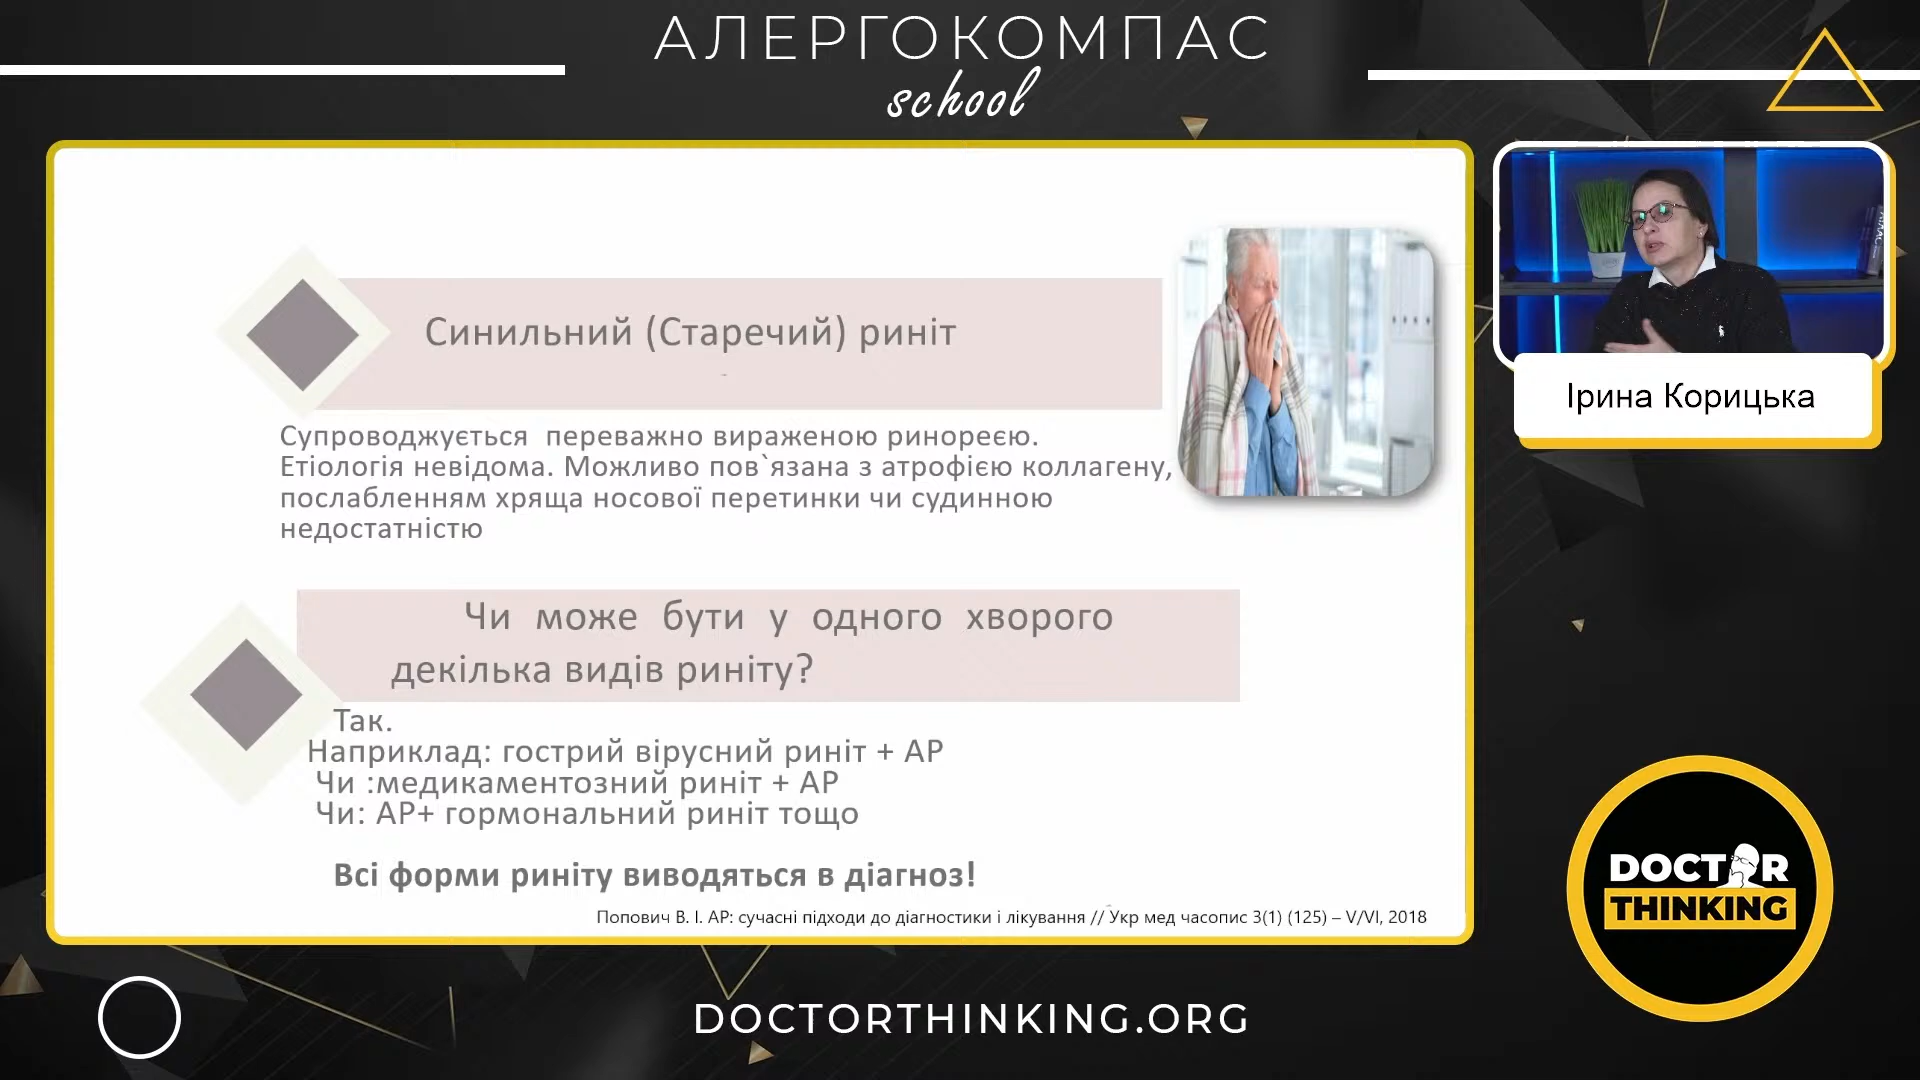 АЛЕРГОКОМПАС
school
Синильний (Старечий) риніт
Супроводжується переважно вираженою ринореєю.
Етіологія невідома. Можливо пов`язана з атрофією коллагену,
послабленням хряща носової перетинки чи судинною
недостатністю
Чи може бути у одного хворого
декілька видів риніту?
Так.
Наприклад: гострий вірусний риніт + АР
Чи :медикаментозний риніт + АР
Чи: АР+ гормональний риніт тощо
Всі форми риніту виводяться в діагноз!
Попович В. І. АР: сучасні підходи до діагностики і лікування // Укр мед часопис 3(1) (125) – V/VI, 2018
Ірина Корицька
DOCTOR
THINKING
DOCTORTHINKING.ORG